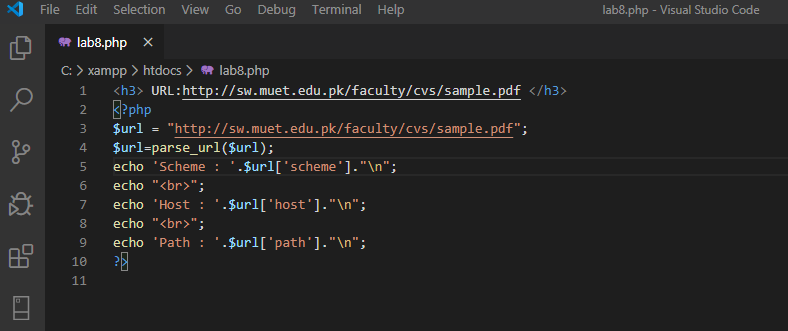 File Edit Selection View Go Debug Terminal Help lab8.php - Visual Studio Code
lab8.php ×
C: > xampp > htdocs > lab8.php
1 <h3> URL:http://sw.muet.edu.pk/faculty/cvs/sample.pdf </h3>
2 <?php
3 $url = "http://sw.muet.edu.pk/faculty/cvs/sample.pdf";
4 $url=parse_url($url);
5 echo 'Scheme : '.$url['scheme']."\n";
6 echo "<br>";
7 echo 'Host : '.$url['host']."\n";
8 echo "<br>";
9 echo 'Path : '.$url['path']."\n";
10 ?>
11